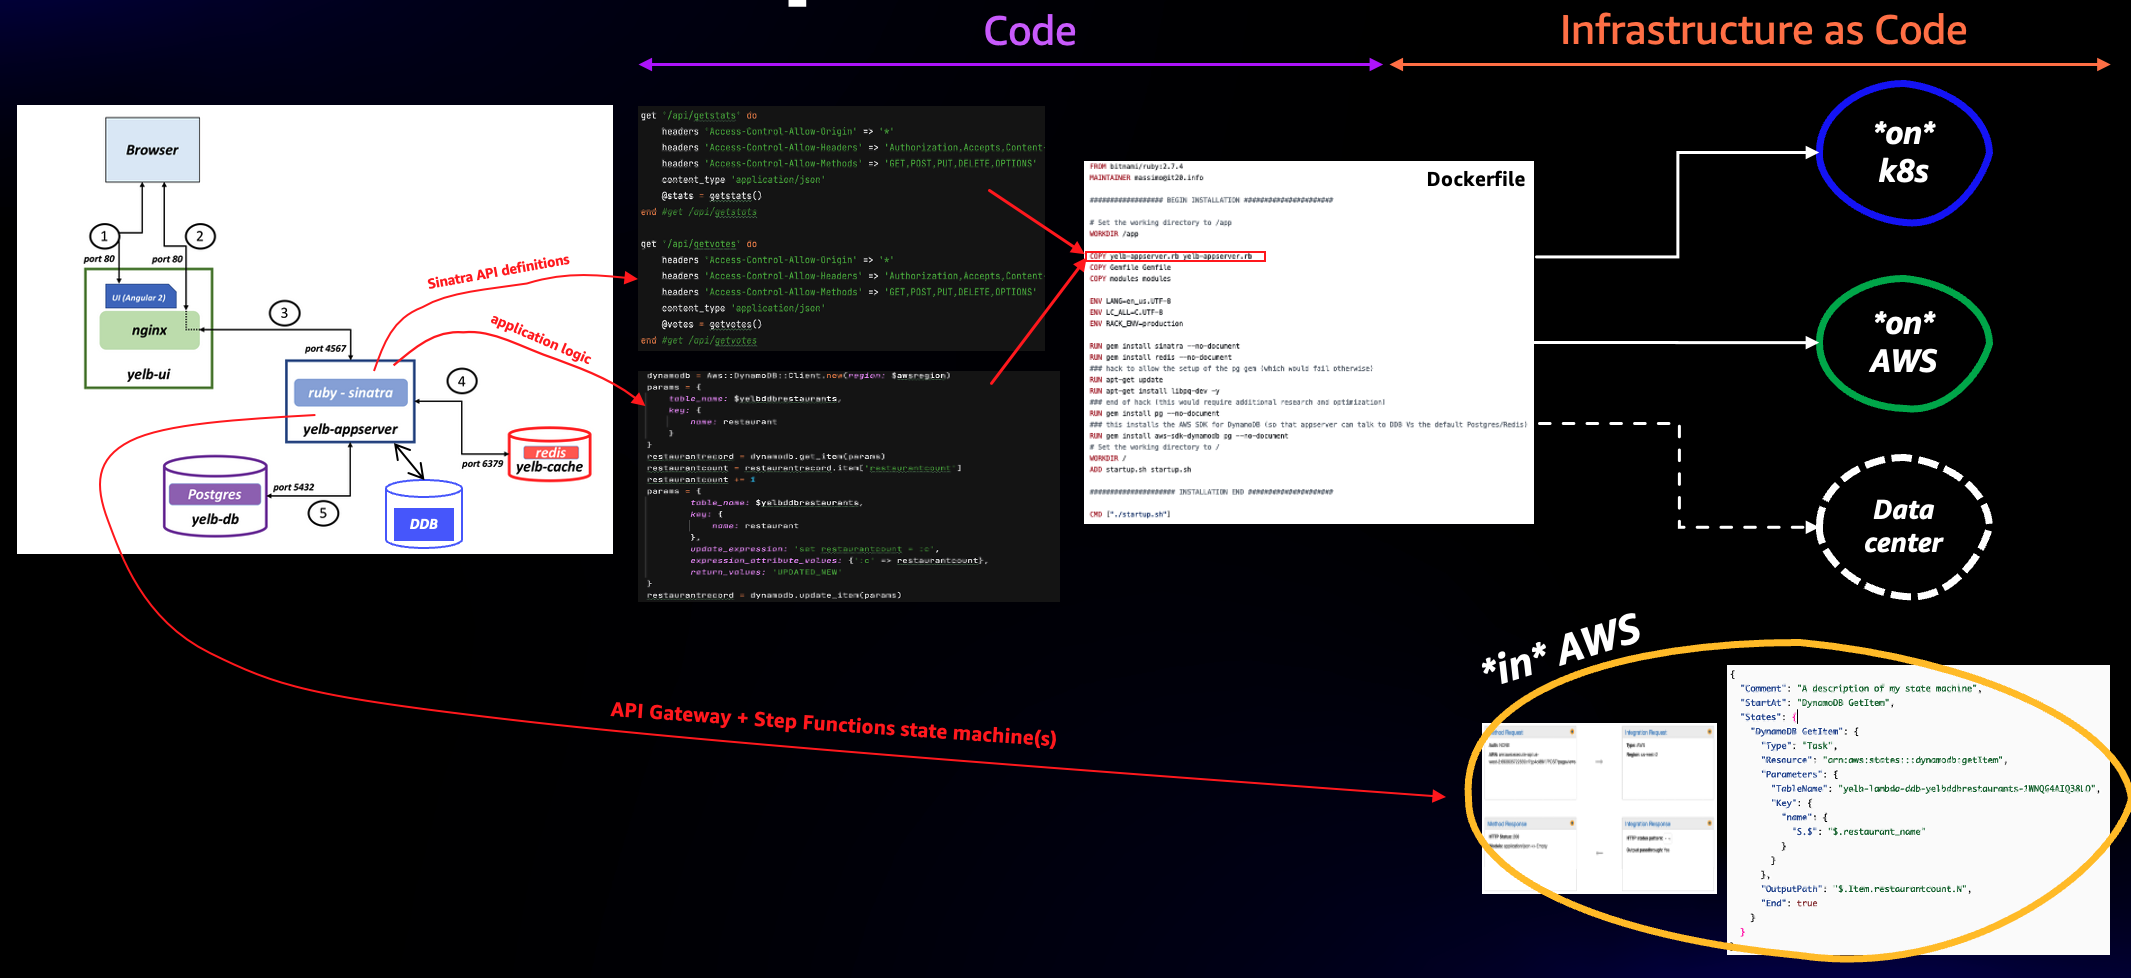 Code
Infrastructure as Code
Browser
1
2
port 80
port 80
UI (Angular 2)
nginx
yelb-ui
3
port 4567
ruby - sinatra
yelb-appserver
4
redis
yelb-cache
port 6379
Postgres
yelb-db
port 5432
5
DDB
Sinatra API definitions
application logic
API Gateway + Step Functions state machine(s)
get '/api/getstats' do
headers 'Access-Control-Allow-Origin' => '*'
headers 'Access-Control-Allow-Headers' => 'Authorization,Accepts,Content-
headers 'Access-Control-Allow-Methods' => 'GET,POST,PUT,DELETE,OPTIONS'
content_type 'application/json'
@stats = getstats()
end #get /api/getstats
get '/api/getvotes' do
headers 'Access-Control-Allow-Origin' => '*'
headers 'Access-Control-Allow-Headers' => 'Authorization,Accepts,Content-
headers 'Access-Control-Allow-Methods' => 'GET,POST,PUT,DELETE,OPTIONS'
content_type 'application/json'
@votes = getvotes()
end #get /api/getvotes
dynamodb = Aws::DynamoDB::Client.new(region: $awsregion)
params = {
table_name: $yelbddbrestaurants,
key: {
name: restaurant
}
}
restaurantrecord = dynamodb.get_item(params)
restaurantcount = restaurantrecord.item['restaurantcount']
restaurantcount += 1
params = {
table_name: $yelbddbrestaurants,
key: {
name: restaurant
},
update_expression: 'set restaurantcount = :c',
expression_attribute_values: {':c' => restaurantcount},
return_values: 'UPDATED_NEW'
}
restaurantrecord = dynamodb.update_item(params)
Dockerfile
FROM bitnami/ruby:2.7.4
MAINTAINER massimo@it20.info
################## BEGIN INSTALLATION ######################
# Set the working directory to /app
WORKDIR /app
COPY yelb-appserver.rb yelb-appserver.rb
COPY Gemfile Gemfile
COPY modules modules
ENV LANG=en_us.UTF-8
ENV LC_ALL=C.UTF-8
ENV RACK_ENV=production
RUN gem install sinatra --no-document
RUN gem install redis --no-document
### hack to allow the setup of the pg gem (which would fail otherwise)
RUN apt-get update
RUN apt-get install libpq-dev -y
### end of hack (this would require additional research and optimization)
RUN gem install pg --no-document
### this installs the AWS SDK for DynamoDB (so that appserver can talk to DDB Vs the default Postgres/Redis)
RUN gem install aws-sdk-dynamodb pg --no-document
# Set the working directory to /
WORKDIR /
ADD startup.sh startup.sh
##################### INSTALLATION END #####################
CMD ["./startup.sh"]
*on*
k8s
*on*
AWS
Data
center
*in* AWS
Method Request
Auth: NONE
Integration Request
Type: AWS
Method Response
HTTP Status: 200
Integration Response
HTTP status pattern: -
Output passthrough: Yes
{
"Comment": "A description of my state machine",
"StartAt": "DynamoDB GetItem",
"States": {
"DynamoDB GetItem": {
"Type": "Task",
"Resource": "arn:aws:states:::dynamodb:getItem",
"Parameters": {
"TableName":
"Key": {
"name": {
"S.$": "$.restaurant_name"
}
}
},
"OutputPath": "$.Item.restaurantcount.N",
"End": true
}
}